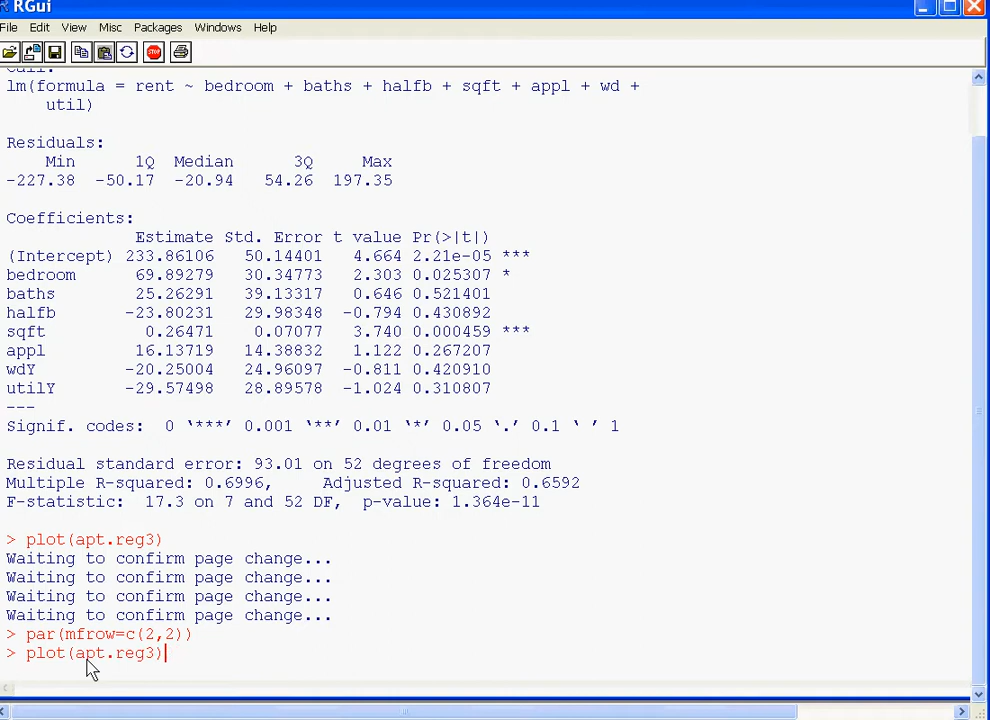 RGui
File Edit View Misc Packages Windows Help
STOP
Call:
lm(formula = rent ~ bedroom + baths + halfb + sqft + appl + wd +
util)
Residuals:
Min 1Q Median 3Q Max
-227.38 -50.17 -20.94 54.26 197.35
Coefficients:
Estimate Std. Error t value Pr(>|t|)
(Intercept) 233.86106 50.14401 4.664 2.21e-05 ***
bedroom 69.89279 30.34773 2.303 0.025307 *
baths 25.26291 39.13317 0.646 0.521401
halfb -23.80231 29.98348 -0.794 0.430892
sqft 0.26471 0.07077 3.740 0.000459 ***
appl 16.13719 14.38832 1.122 0.267207
wdY -20.25004 24.96097 -0.811 0.420910
utilY -29.57498 28.89578 -1.024 0.310807
---
Signif. codes: 0 ‘***’ 0.001 ‘**’ 0.01 ‘*’ 0.05 ‘.’ 0.1 ‘ ’ 1
Residual standard error: 93.01 on 52 degrees of freedom
Multiple R-squared: 0.6996, Adjusted R-squared: 0.6592
F-statistic: 17.3 on 7 and 52 DF, p-value: 1.364e-11
> plot(apt.reg3)
Waiting to confirm page change...
Waiting to confirm page change...
Waiting to confirm page change...
Waiting to confirm page change...
> par(mfrow=c(2,2))
> plot(apt.reg3)